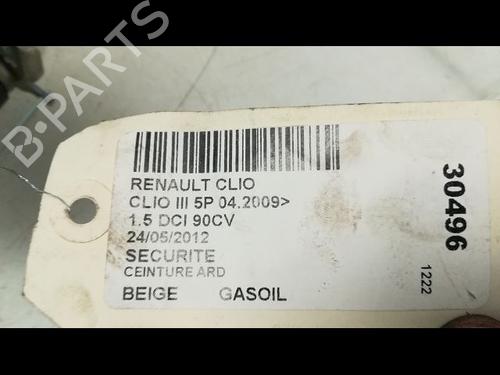 RENAULT CLIO
CLIO III 5P 04.2009>
1.5 DCI 90CV
24/05/2012
SECURITE
CEINTURE ARD
BEIGE GASOIL
30496
1222
B-PARTS